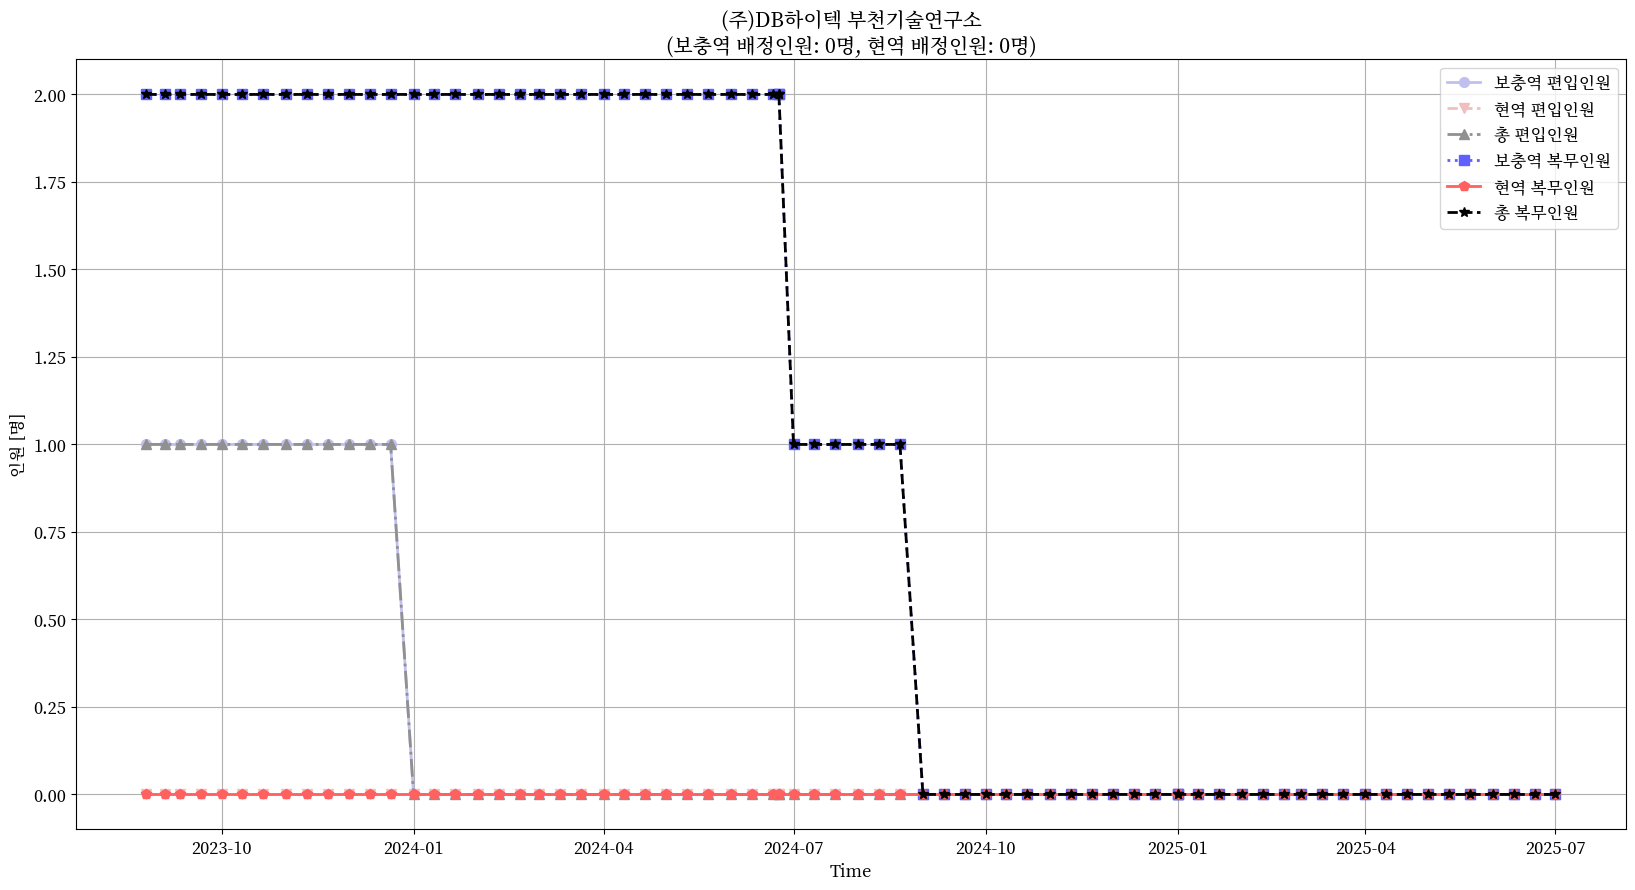 (주)DB하이텍 부천기술연구소
(보충역 배정인원: 0명, 현역 배정인원: 0명)
보충역 편입인원
현역 편입인원
총 편입인원
보충역 복무인원
현역 복무인원
총 복무인원
인원 [명]
2.00
1.75
1.50
1.25
1.00
0.75
0.50
0.25
0.00
2023-10
2024-01
2024-04
2024-07
2024-10
2025-01
2025-04
2025-07
Time